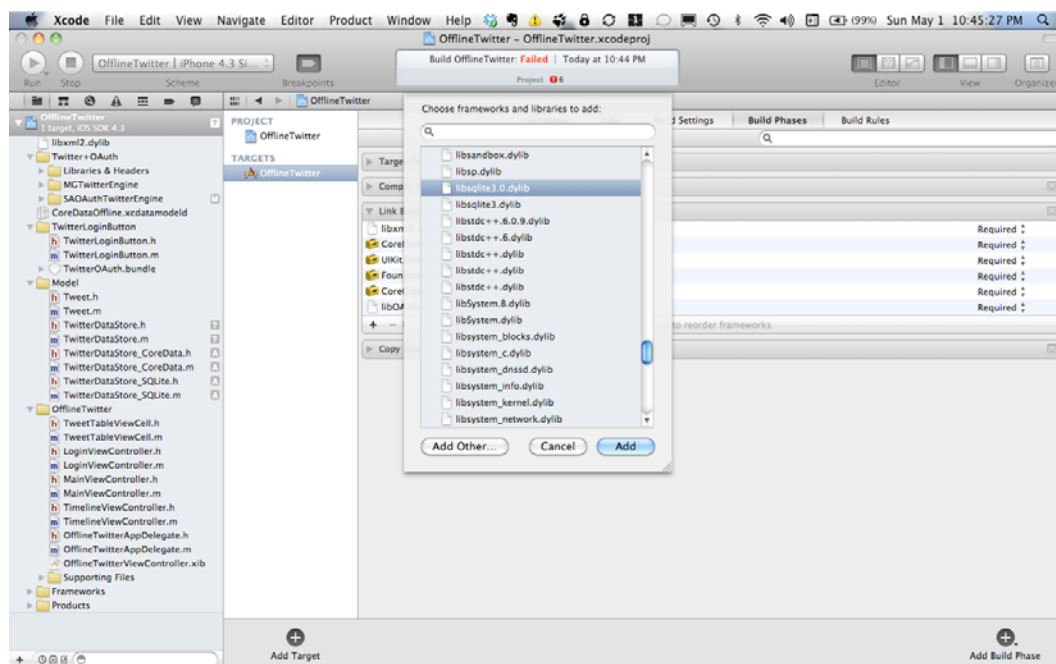 Xcode File Edit View Navigate Editor Product Window Help (99%) Sun May 1 10:45:27 PM
OfflineTwitter - OfflineTwitter.xcodeproj
OfflineTwitter | iPhone 4.3 Si...
Build OfflineTwitter: Failed | Today at 10:44 PM
Project 6
Run Stop Scheme Breakpoints Editor View Organizer
OfflineTwitter
OfflineTwitter
1 target, iOS SDK 4.3
libxml2.dylib
Twitter+OAuth
Libraries & Headers
MGTwitterEngine
SAOAuthTwitterEngine
CoreDataOffline.xcdatamodeld
TwitterLoginButton
TwitterLoginButton.h
TwitterLoginButton.m
TwitterOAuth.bundle
Model
Tweet.h
Tweet.m
TwitterDataStore.h
TwitterDataStore.m
TwitterDataStore_CoreData.h
TwitterDataStore_CoreData.m
TwitterDataStore_SQLite.h
TwitterDataStore_SQLite.m
OfflineTwitter
TweetTableViewCell.h
TweetTableViewCell.m
LoginViewController.h
LoginViewController.m
MainViewController.h
MainViewController.m
TimelineViewController.h
TimelineViewController.m
OfflineTwitterAppDelegate.h
OfflineTwitterAppDelegate.m
OfflineTwitterViewController.xib
Supporting Files
Frameworks
Products
PROJECT
OfflineTwitter
TARGETS
OfflineTwitter
Build Phases Build Rules
Choose frameworks and libraries to add:
libsandbox.dylib
libsp.dylib
libsqlite3.0.dylib
libsqlite3.dylib
libstdc++.6.0.9.dylib
libstdc++.6.dylib
libstdc++.dylib
libstdc++.dylib
libstdc++.dylib
libSystem.B.dylib
libSystem.dylib
libsystem_blocks.dylib
libsystem_c.dylib
libsystem_dnssd.dylib
libsystem_info.dylib
libsystem_kernel.dylib
libsystem_network.dylib
Add Other... Cancel Add
Required
Required
Required
Required
Required
Required
to reorder frameworks
Copy
Add Target
Add Build Phase